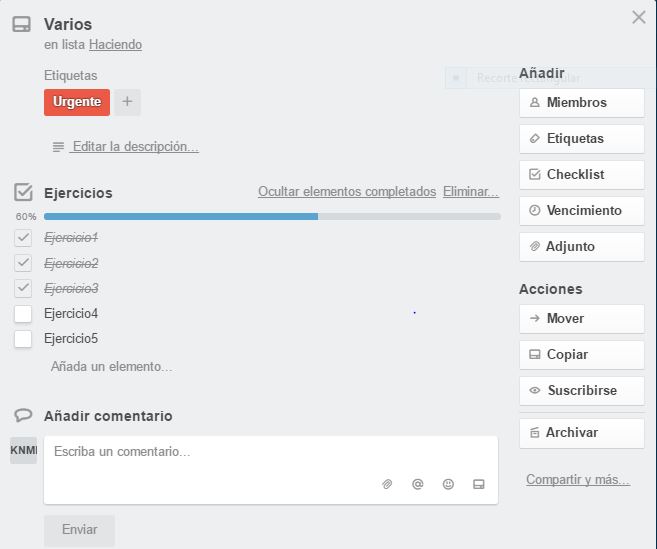 Varios
en lista Haciendo
Etiquetas
Urgente +
Editar la descripción...
Ejercicios
Ocultar elementos completados Eliminar...
60%
Ejercicio1
Ejercicio2
Ejercicio3
Ejercicio4
Ejercicio5
Añada un elemento...
Añadir comentario
KNM
Escriba un comentario...
Enviar
Recorte rectangular
Añadir
Miembros
Etiquetas
Checklist
Vencimiento
Adjunto
Acciones
Mover
Copiar
Suscribirse
Archivar
Compartir y más...